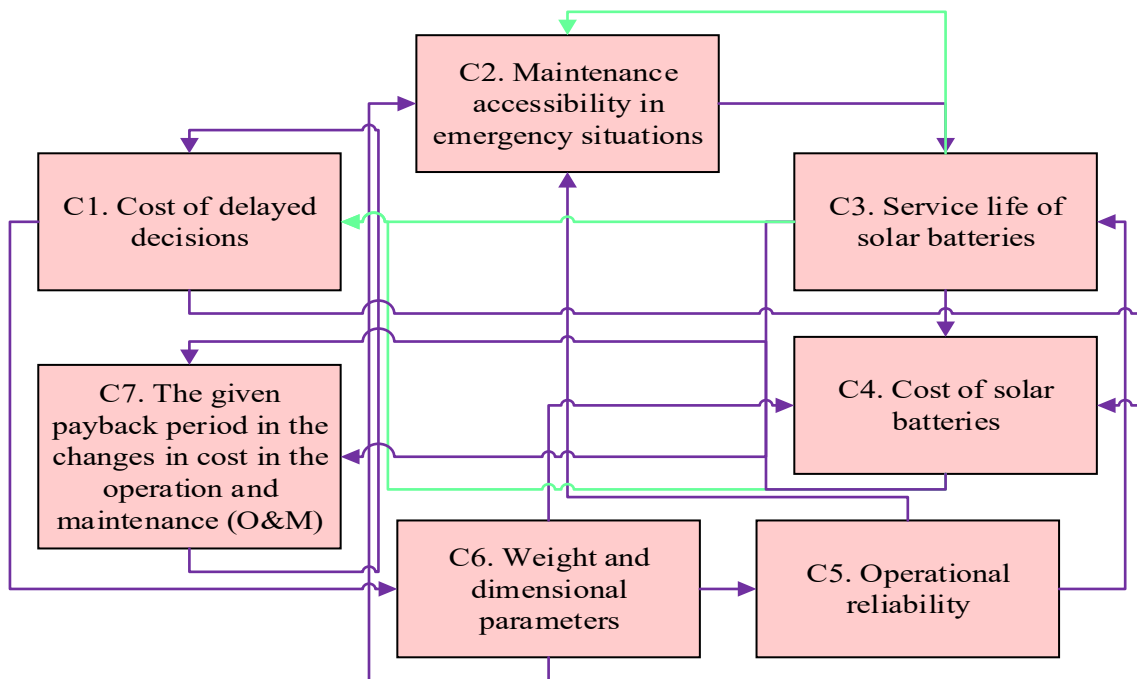 C2. Maintenance
accessibility in
emergency situations
C1. Cost of delayed
decisions
C3. Service life of
solar batteries
C7. The given
payback period in the
changes in cost in the
operation and
maintenance (O&M)
C4. Cost of solar
batteries
C6. Weight and
dimensional
parameters
C5. Operational
reliability